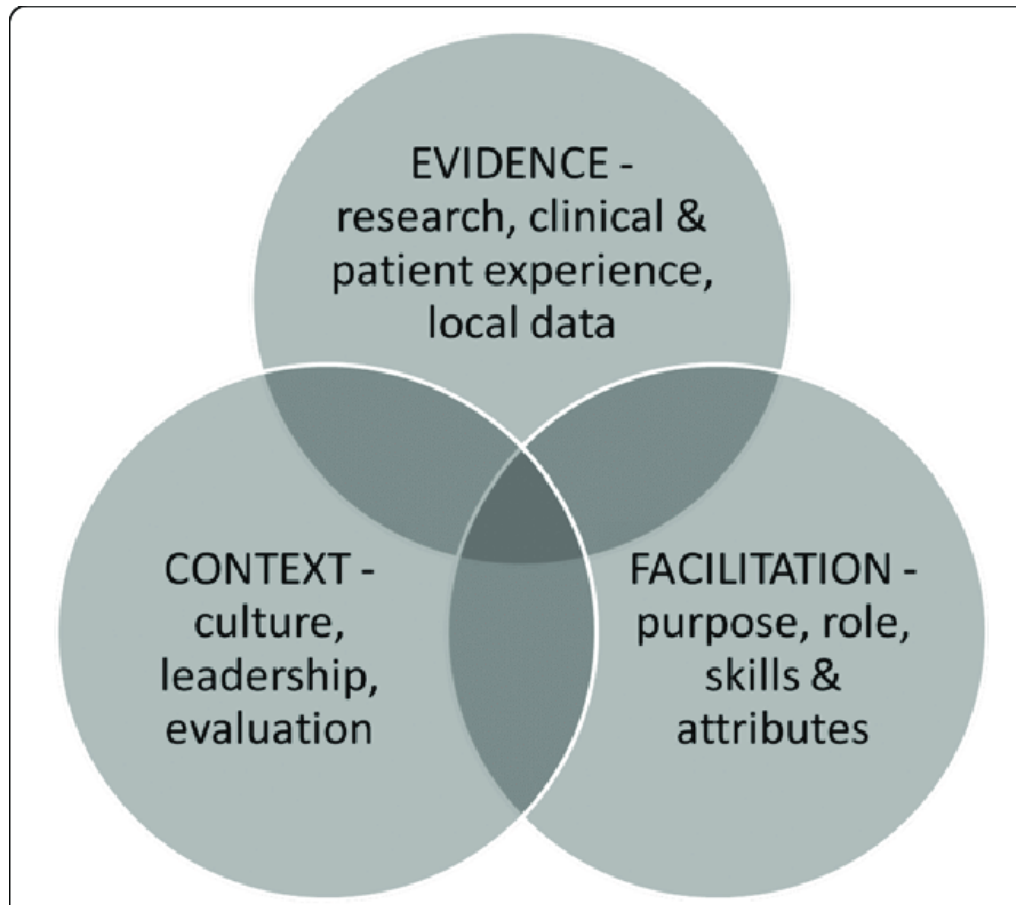 EVIDENCE -
research, clinical &
patient experience,
local data
CONTEXT -
culture,
leadership,
evaluation
FACILITATION -
purpose, role,
skills &
attributes